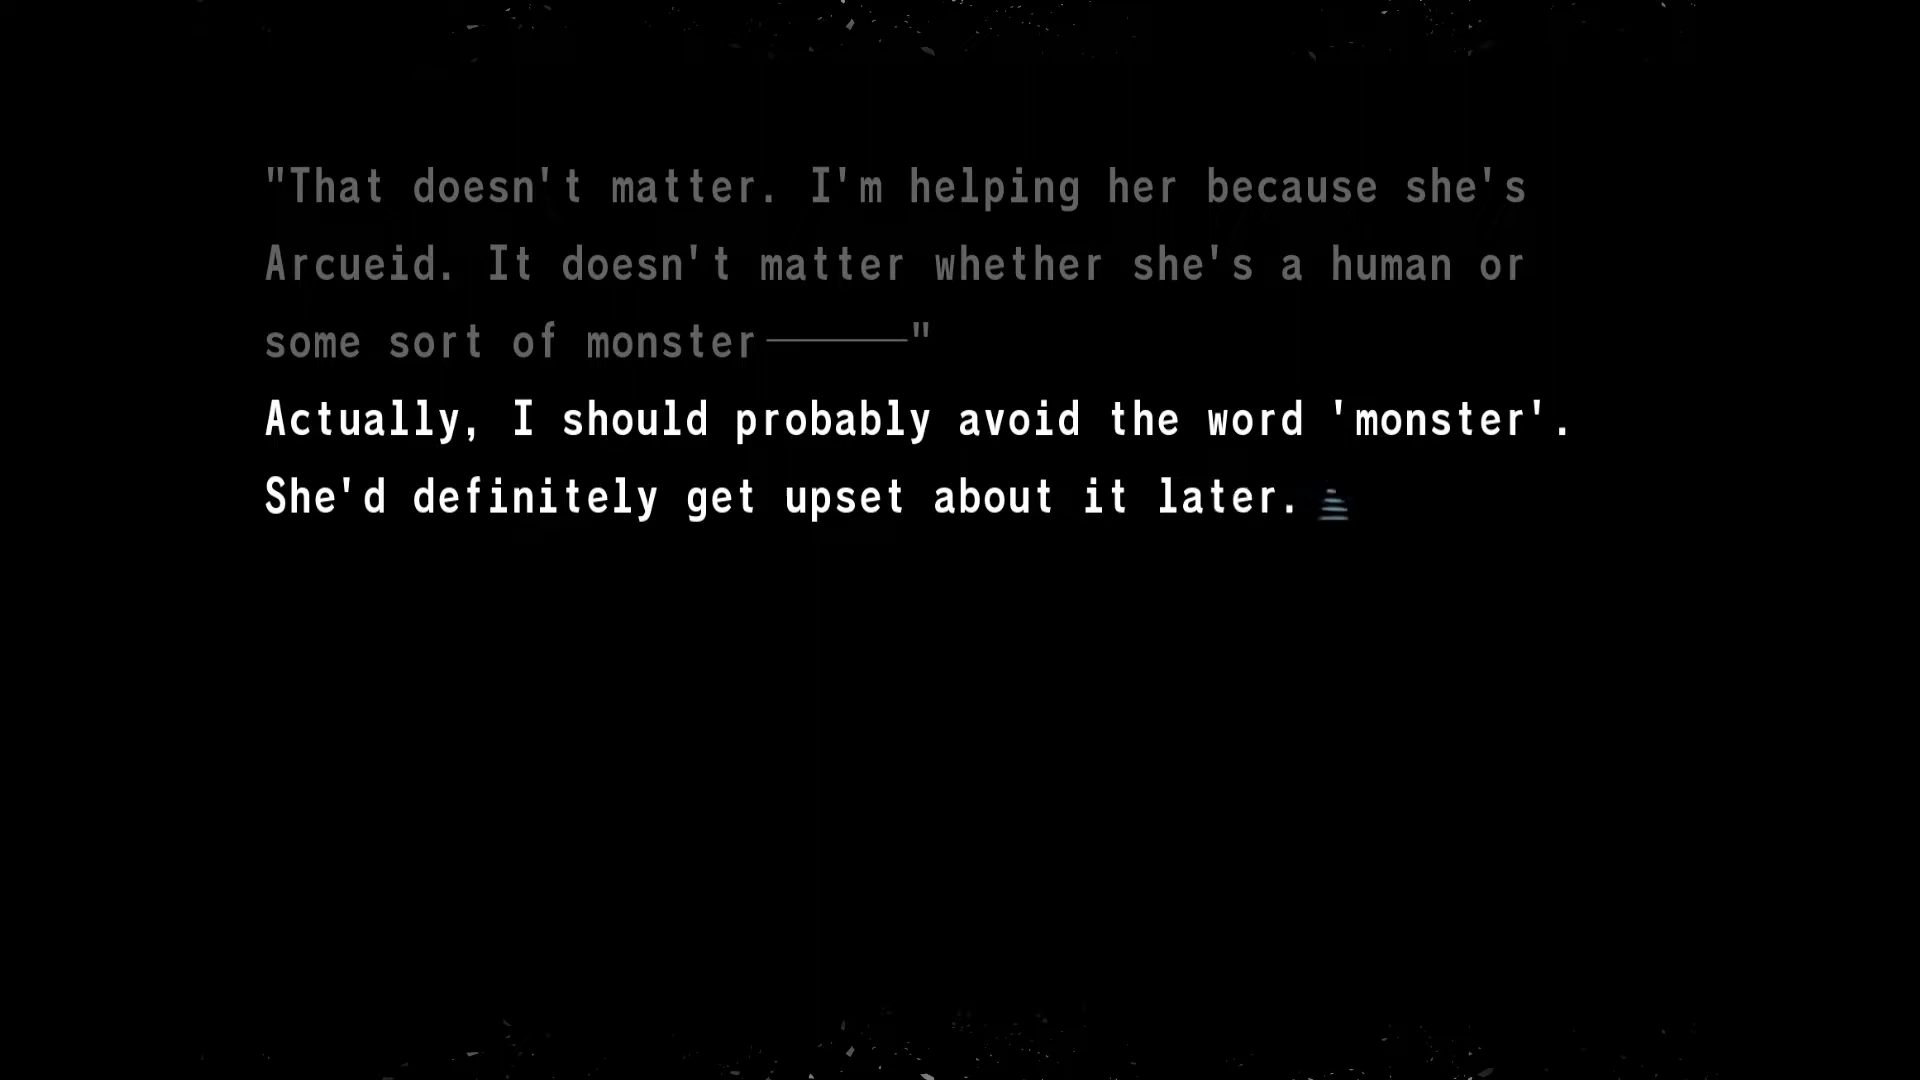 "That doesn't matter. I'm helping her because she's
Arcueid. It doesn't matter whether she's a human or
some sort of monster──────"
Actually, I should probably avoid the word 'monster'.
She'd definitely get upset about it later.